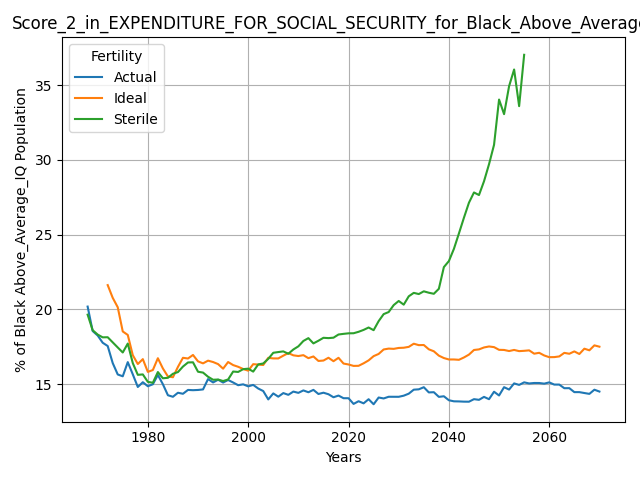 Score_2_in_EXPENDITURE_FOR_SOCIAL_SECURITY_for_Black_Above_Average
Fertility
Actual
Ideal
Sterile
% of Black Above_Average_IQ Population
35
30
25
20
15
1980 2000 2020 2040 2060
Years